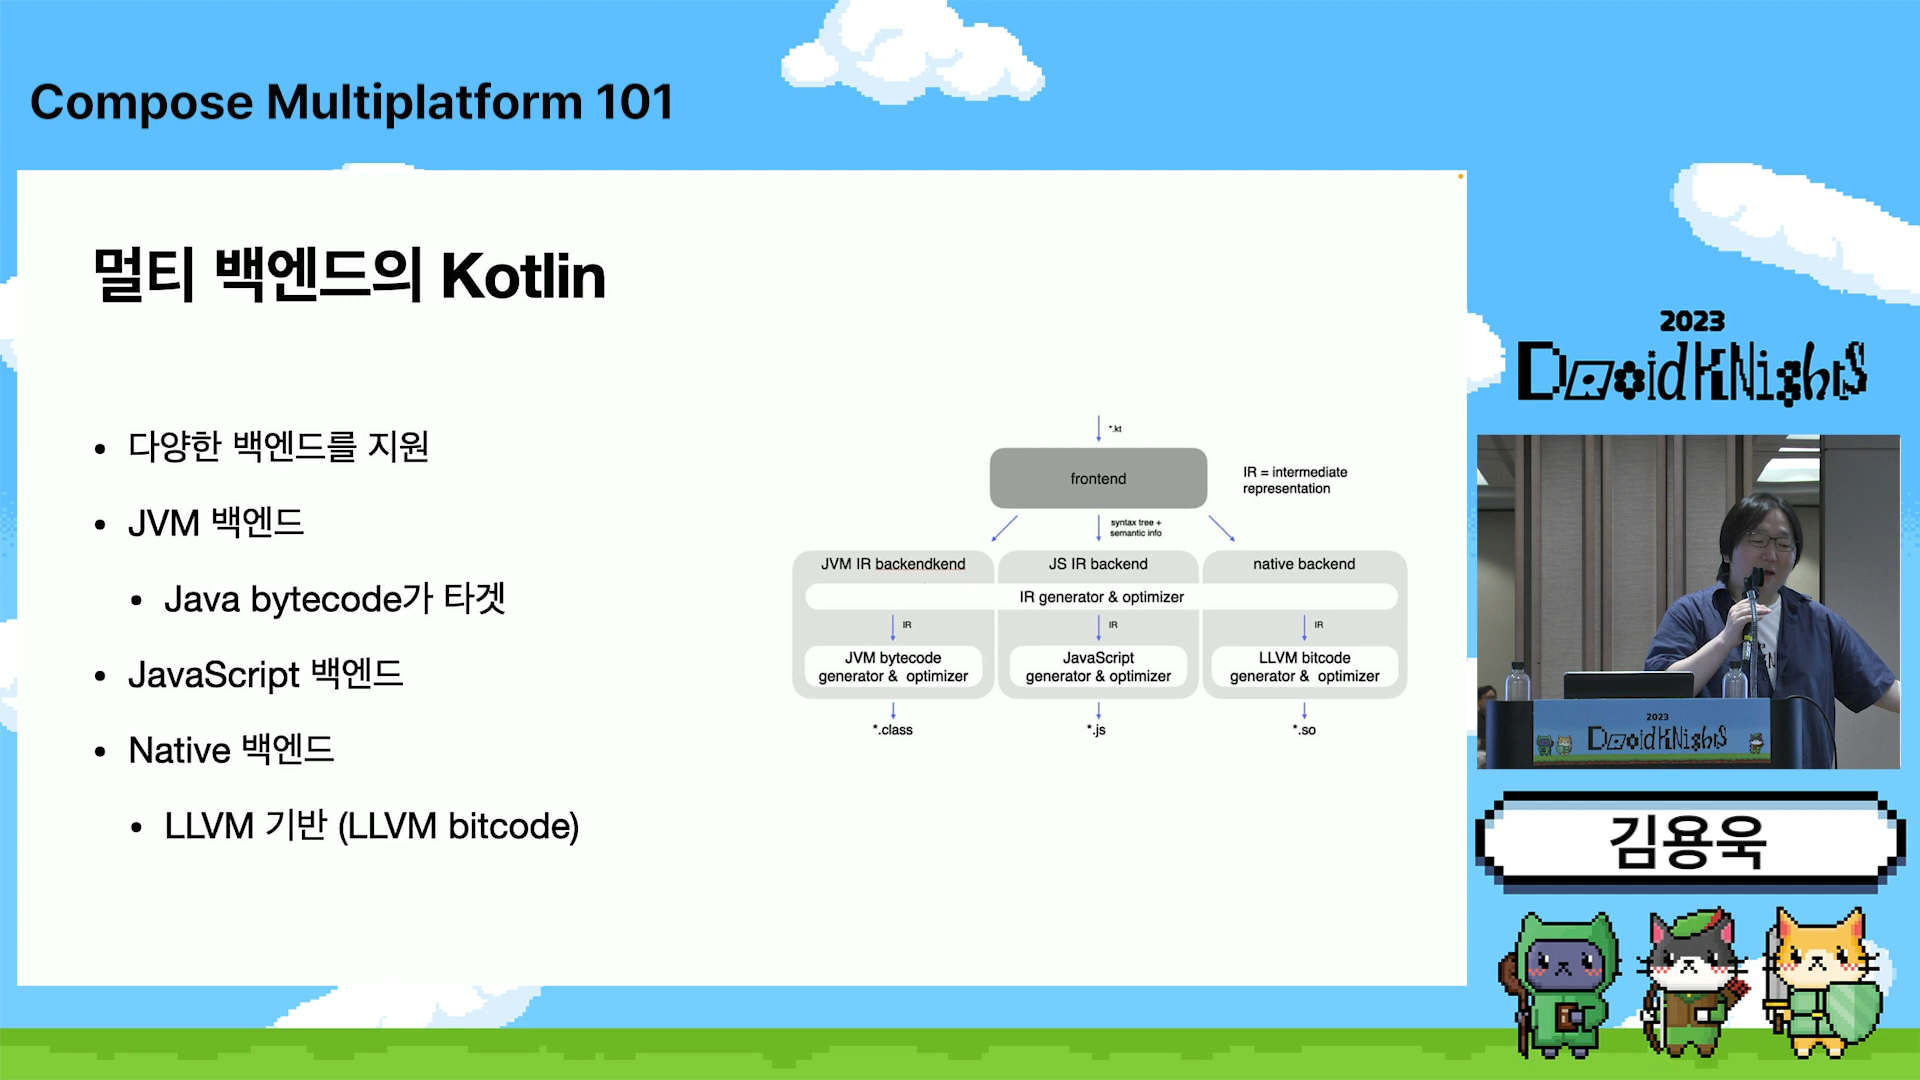 Compose Multiplatform 101
멀티 백엔드의 Kotlin
• 다양한 백엔드를 지원
• JVM 백엔드
• Java bytecode가 타겟
• JavaScript 백엔드
• Native 백엔드
• LLVM 기반 (LLVM bitcode)
*.kt
frontend
IR = intermediate
representation
syntax tree +
semantic info
JVM IR backendkend
JS IR backend
native backend
IR generator & optimizer
IR
IR
IR
JVM bytecode
generator & optimizer
JavaScript
generator & optimizer
LLVM bitcode
generator & optimizer
*.class
*.js
*.so
2023
DRoidKNightS
2023
DRoidKNightS
김용욱